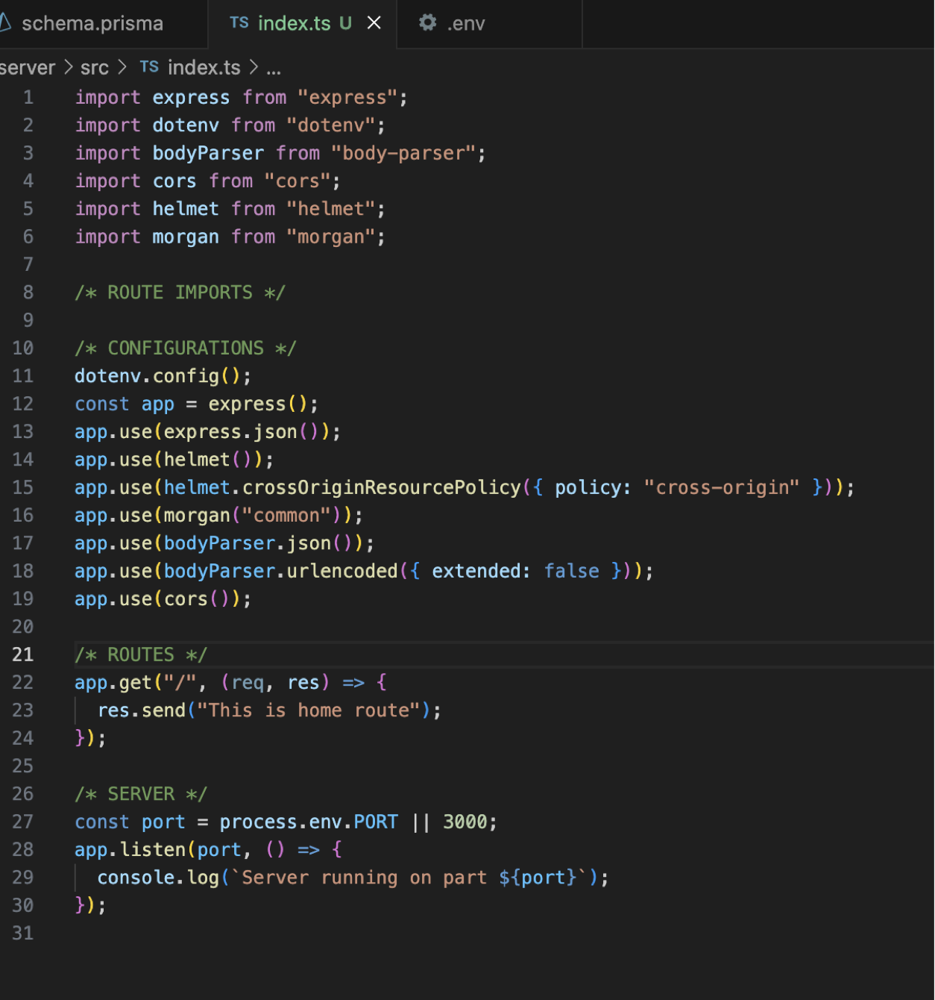 schema.prisma TS index.ts U .env
server > src > TS index.ts > ...
1 import express from "express";
2 import dotenv from "dotenv";
3 import bodyParser from "body-parser";
4 import cors from "cors";
5 import helmet from "helmet";
6 import morgan from "morgan";
7
8 /* ROUTE IMPORTS */
9
10 /* CONFIGURATIONS */
11 dotenv.config();
12 const app = express();
13 app.use(express.json());
14 app.use(helmet());
15 app.use(helmet.crossOriginResourcePolicy({ policy: "cross-origin" }));
16 app.use(morgan("common"));
17 app.use(bodyParser.json());
18 app.use(bodyParser.urlencoded({ extended: false }));
19 app.use(cors());
20
21 /* ROUTES */
22 app.get("/", (req, res) => {
23   res.send("This is home route");
24 });
25
26 /* SERVER */
27 const port = process.env.PORT || 3000;
28 app.listen(port, () => {
29   console.log(`Server running on part ${port}`);
30 });
31